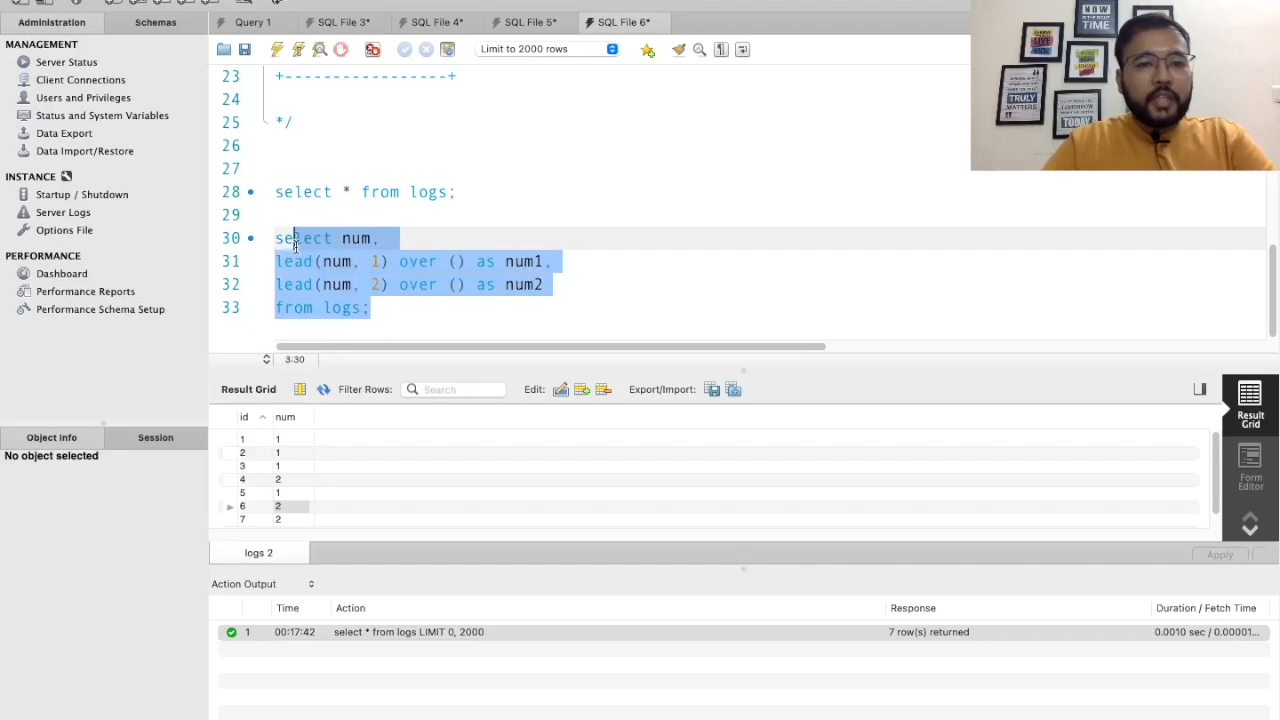 Administration
Schemas
Query 1
SQL File 3*
SQL File 4*
SQL File 5*
SQL File 6*
MANAGEMENT
Server Status
Client Connections
Users and Privileges
Status and System Variables
Data Export
Data Import/Restore
INSTANCE
Startup / Shutdown
Server Logs
Options File
PERFORMANCE
Dashboard
Performance Reports
Performance Schema Setup
Object Info
Session
No object selected
Limit to 2000 rows
23 +-----------------+
24
25 */
26
27
28 select * from logs;
29
30 select num,
31 lead(num, 1) over () as num1,
32 lead(num, 2) over () as num2
33 from logs;
3:30
Result Grid
Filter Rows:
Search
Edit:
Export/Import:
id num
1 1
2 1
3 1
4 2
5 1
6 2
7 2
Result
Grid
Form
Editor
logs 2
Apply
Action Output
Time Action Response Duration / Fetch Time
1 00:17:42 select * from logs LIMIT 0, 2000 7 row(s) returned 0.0010 sec / 0.00001...
NOW
TIME
TRULY
MATTERS
TODAY